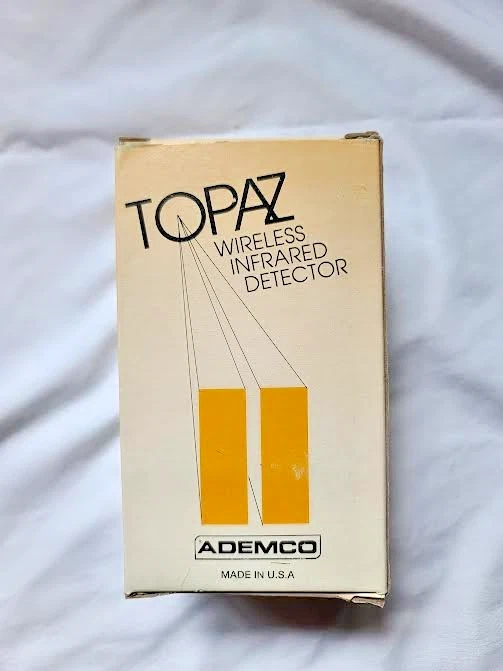 TOPAZ
WIRELESS
INFRARED
DETECTOR
ADEMCO
MADE IN U.S.A